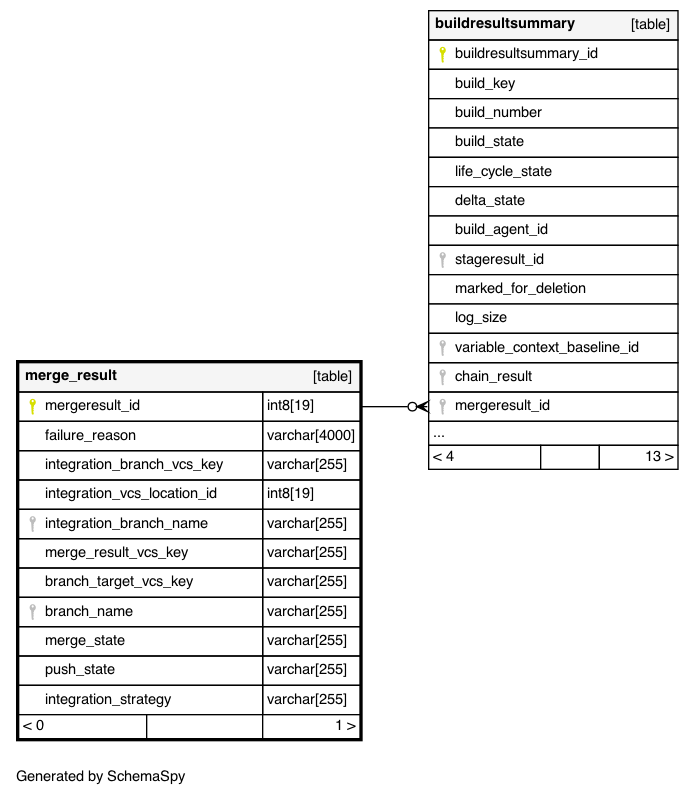 buildresultsummary [table]
buildresultsummary_id
build_key
build_number
build_state
life_cycle_state
delta_state
build_agent_id
stageresult_id
marked_for_deletion
log_size
variable_context_baseline_id
chain_result
mergeresult_id
...
< 4 13 >
merge_result [table]
mergeresult_id int8[19]
failure_reason varchar[4000]
integration_branch_vcs_key varchar[255]
integration_vcs_location_id int8[19]
integration_branch_name varchar[255]
merge_result_vcs_key varchar[255]
branch_target_vcs_key varchar[255]
branch_name varchar[255]
merge_state varchar[255]
push_state varchar[255]
integration_strategy varchar[255]
< 0 1 >
Generated by SchemaSpy